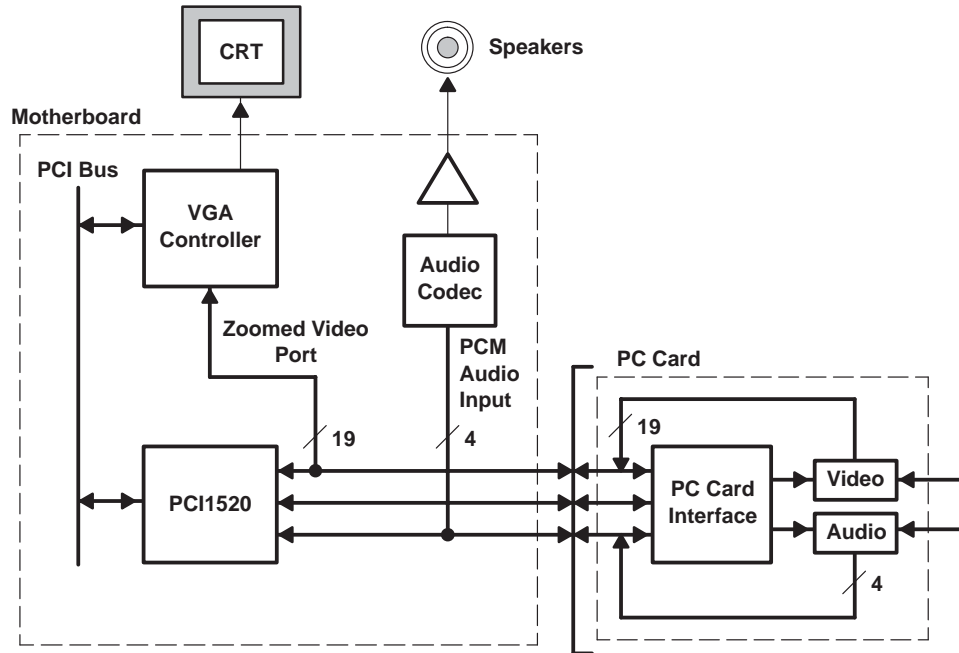 CRT
Speakers
Motherboard
PCI Bus
VGA
Controller
Audio
Codec
Zoomed Video
Port
PCM
Audio
Input
PC Card
19
4
19
PCI1520
PC Card
Interface
Video
Audio
4